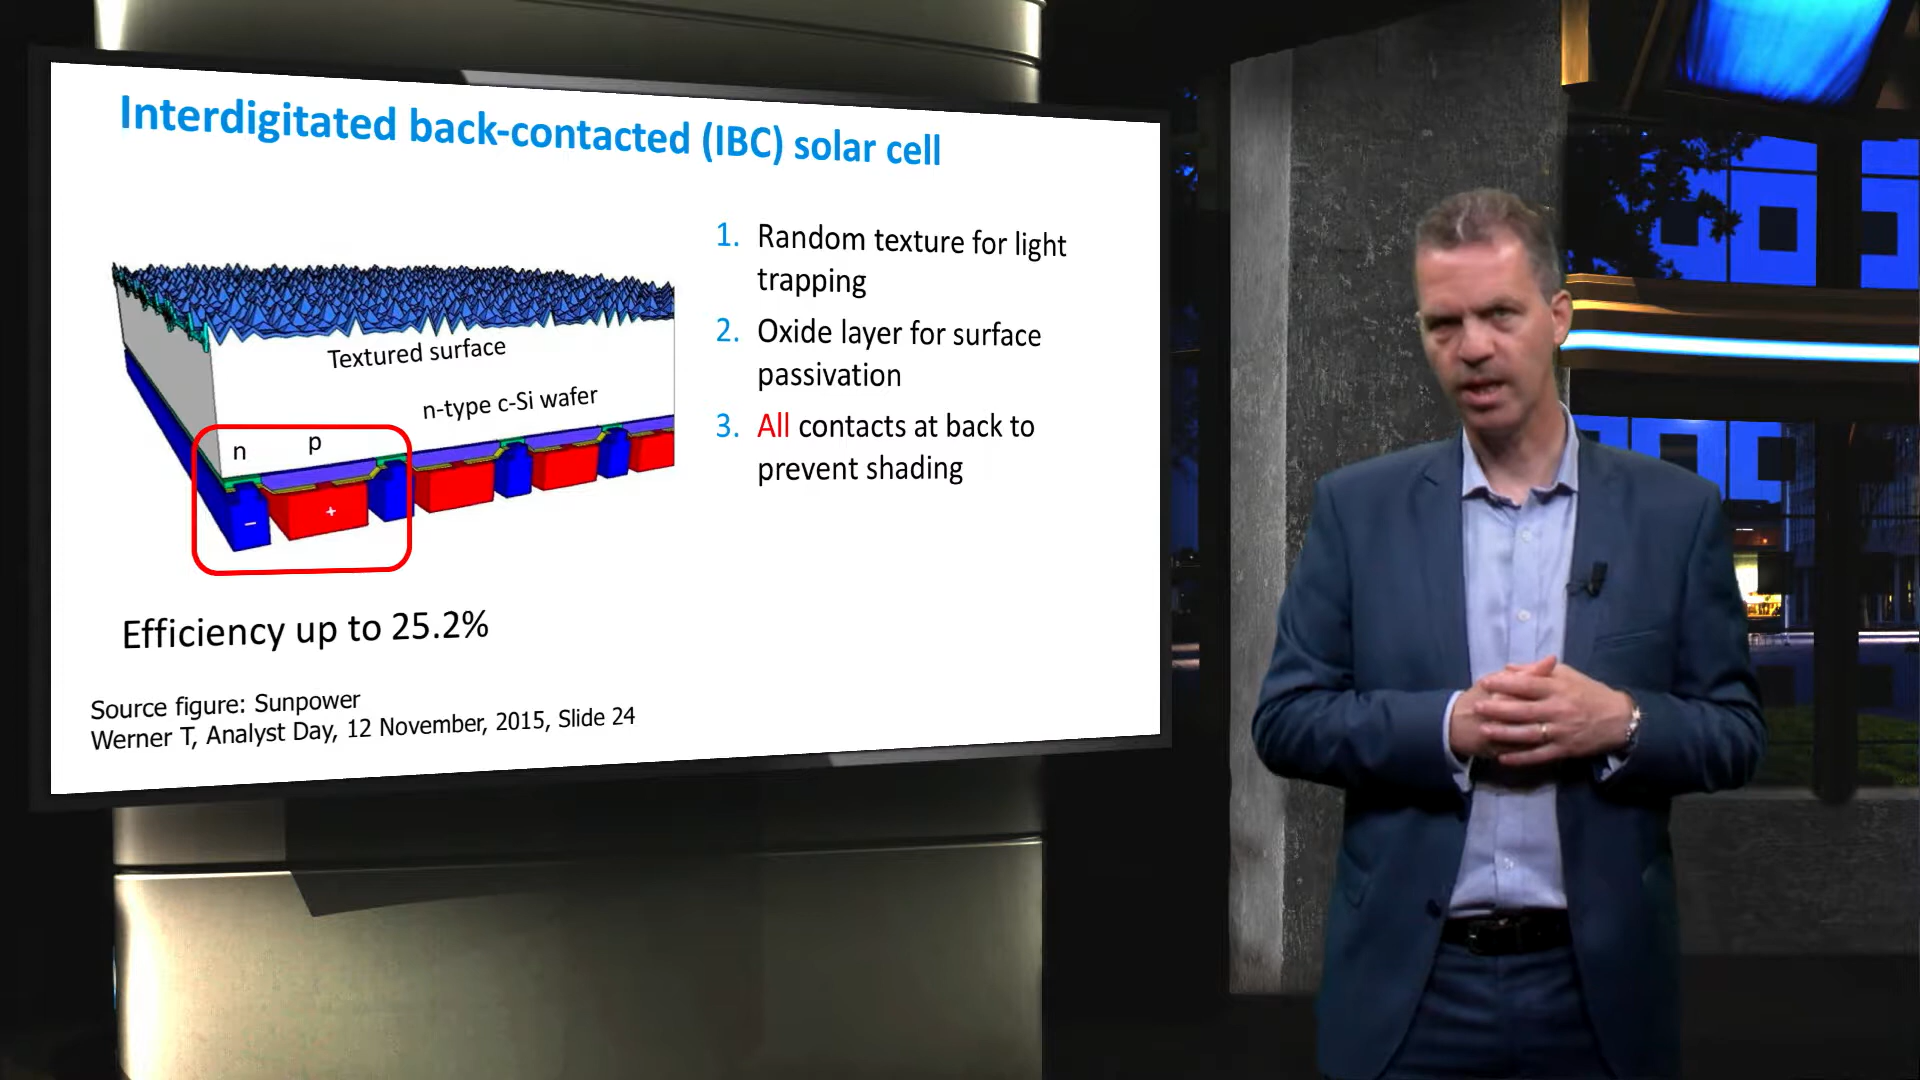 Interdigitated back-contacted (IBC) solar cell
1. Random texture for light
trapping
2. Oxide layer for surface
passivation
3. All contacts at back to
prevent shading
Textured surface
n-type c-Si wafer
n p
– +
Efficiency up to 25.2%
Source figure: Sunpower
Werner T, Analyst Day, 12 November, 2015, Slide 24